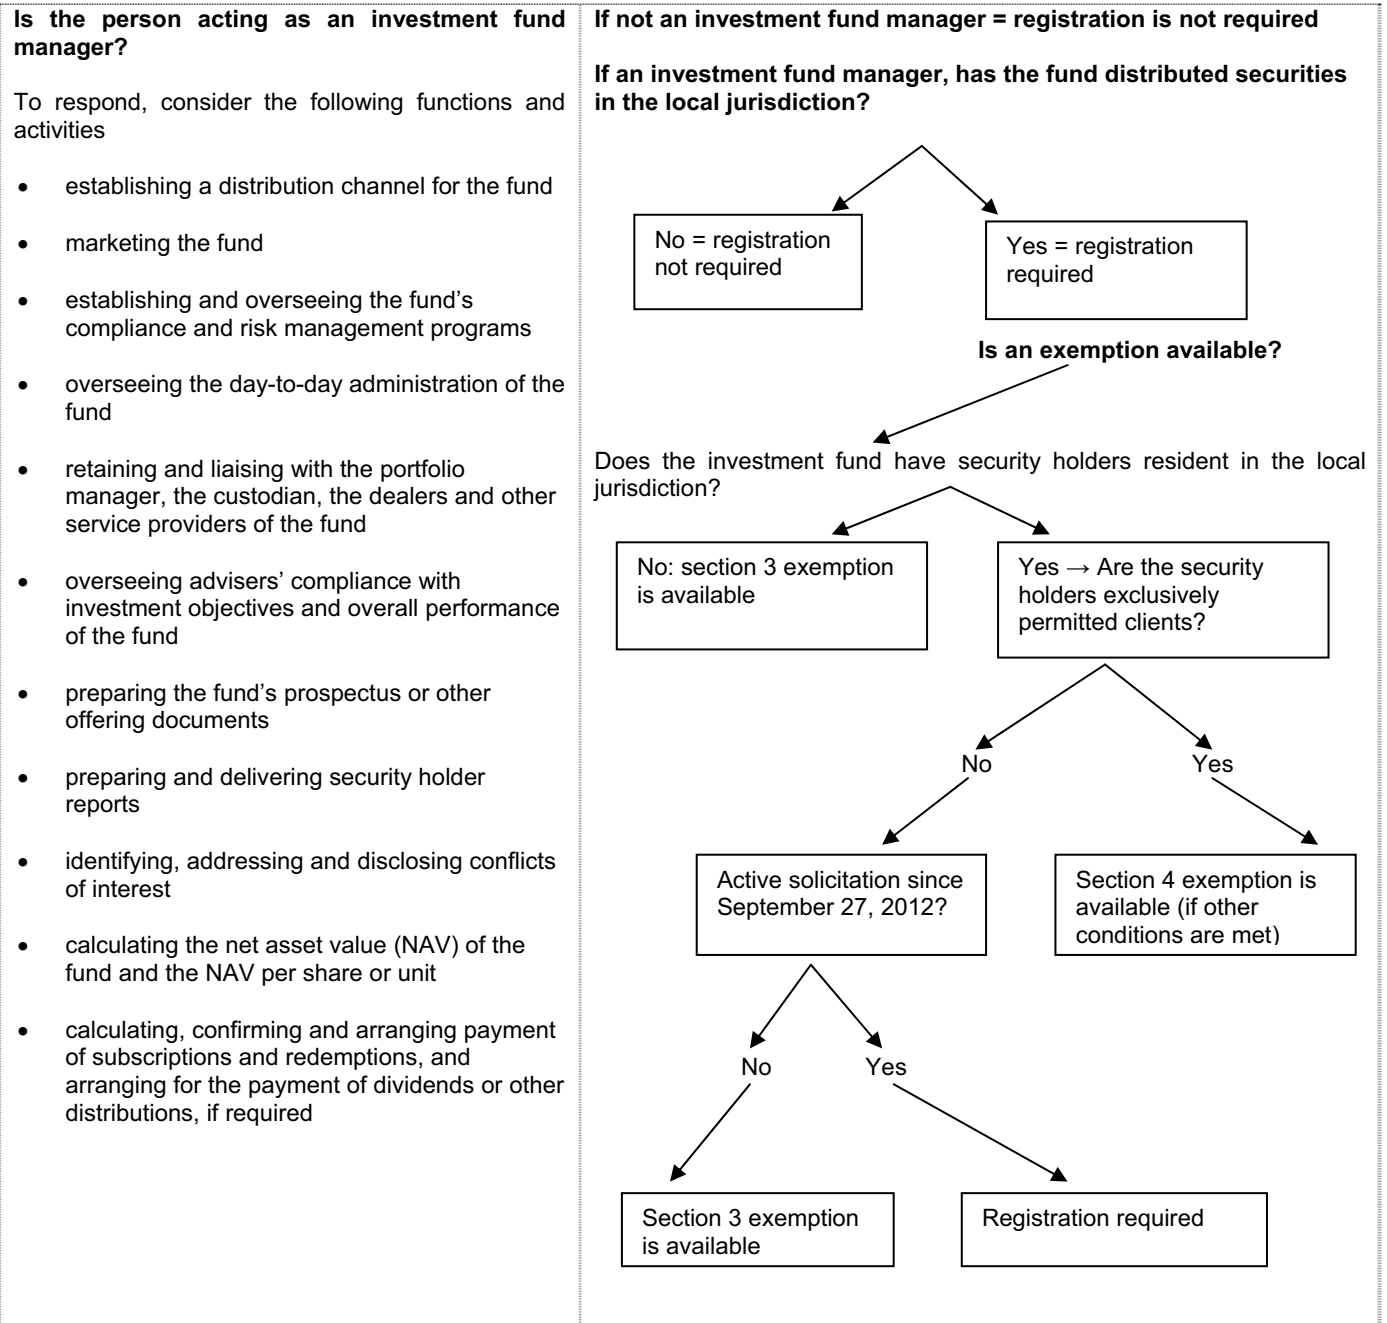 Is the person acting as an investment fund
manager?
To respond, consider the following functions and
activities
• establishing a distribution channel for the fund
• marketing the fund
• establishing and overseeing the fund's
compliance and risk management programs
• overseeing the day-to-day administration of the
fund
• retaining and liaising with the portfolio
manager, the custodian, the dealers and other
service providers of the fund
• overseeing advisers' compliance with
investment objectives and overall performance
of the fund
• preparing the fund's prospectus or other
offering documents
• preparing and delivering security holder
reports
• identifying, addressing and disclosing conflicts
of interest
• calculating the net asset value (NAV) of the
fund and the NAV per share or unit
• calculating, confirming and arranging payment
of subscriptions and redemptions, and
arranging for the payment of dividends or other
distributions, if required
If not an investment fund manager = registration is not required
If an investment fund manager, has the fund distributed securities
in the local jurisdiction?
No = registration
not required
Yes = registration
required
Is an exemption available?
Does the investment fund have security holders resident in the local
jurisdiction?
No: section 3 exemption
is available
Yes → Are the security
holders exclusively
permitted clients?
No
Yes
Active solicitation since
September 27, 2012?
Section 4 exemption is
available (if other
conditions are met)
No
Yes
Section 3 exemption
is available
Registration required